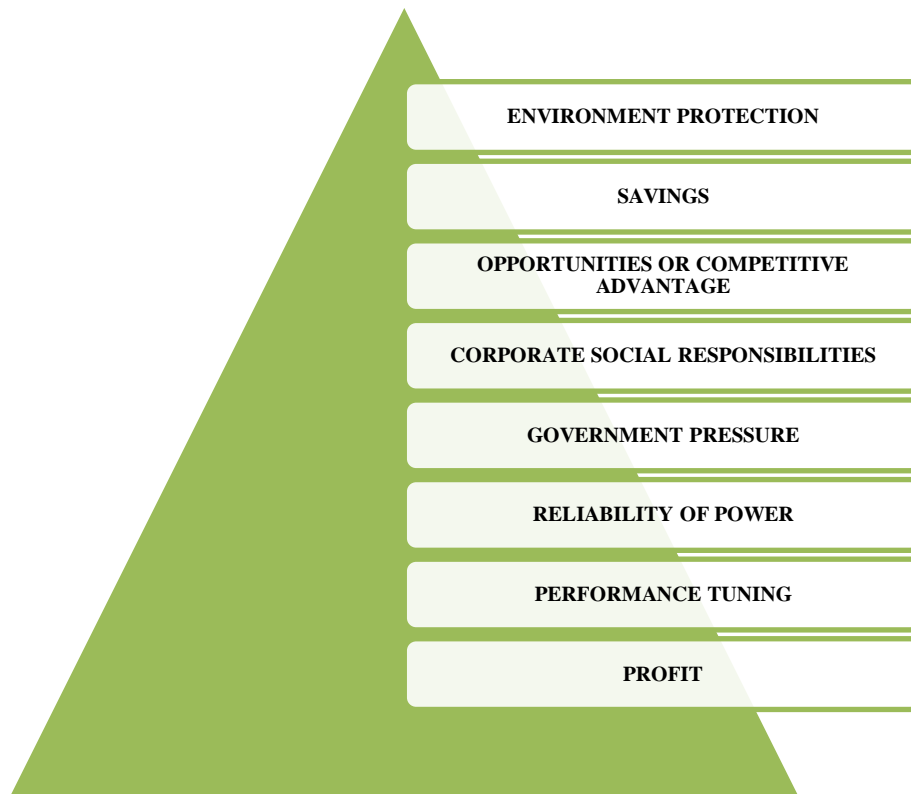 ENVIRONMENT PROTECTION
SAVINGS
OPPORTUNITIES OR COMPETITIVE
ADVANTAGE
CORPORATE SOCIAL RESPONSIBILITIES
GOVERNMENT PRESSURE
RELIABILITY OF POWER
PERFORMANCE TUNING
PROFIT